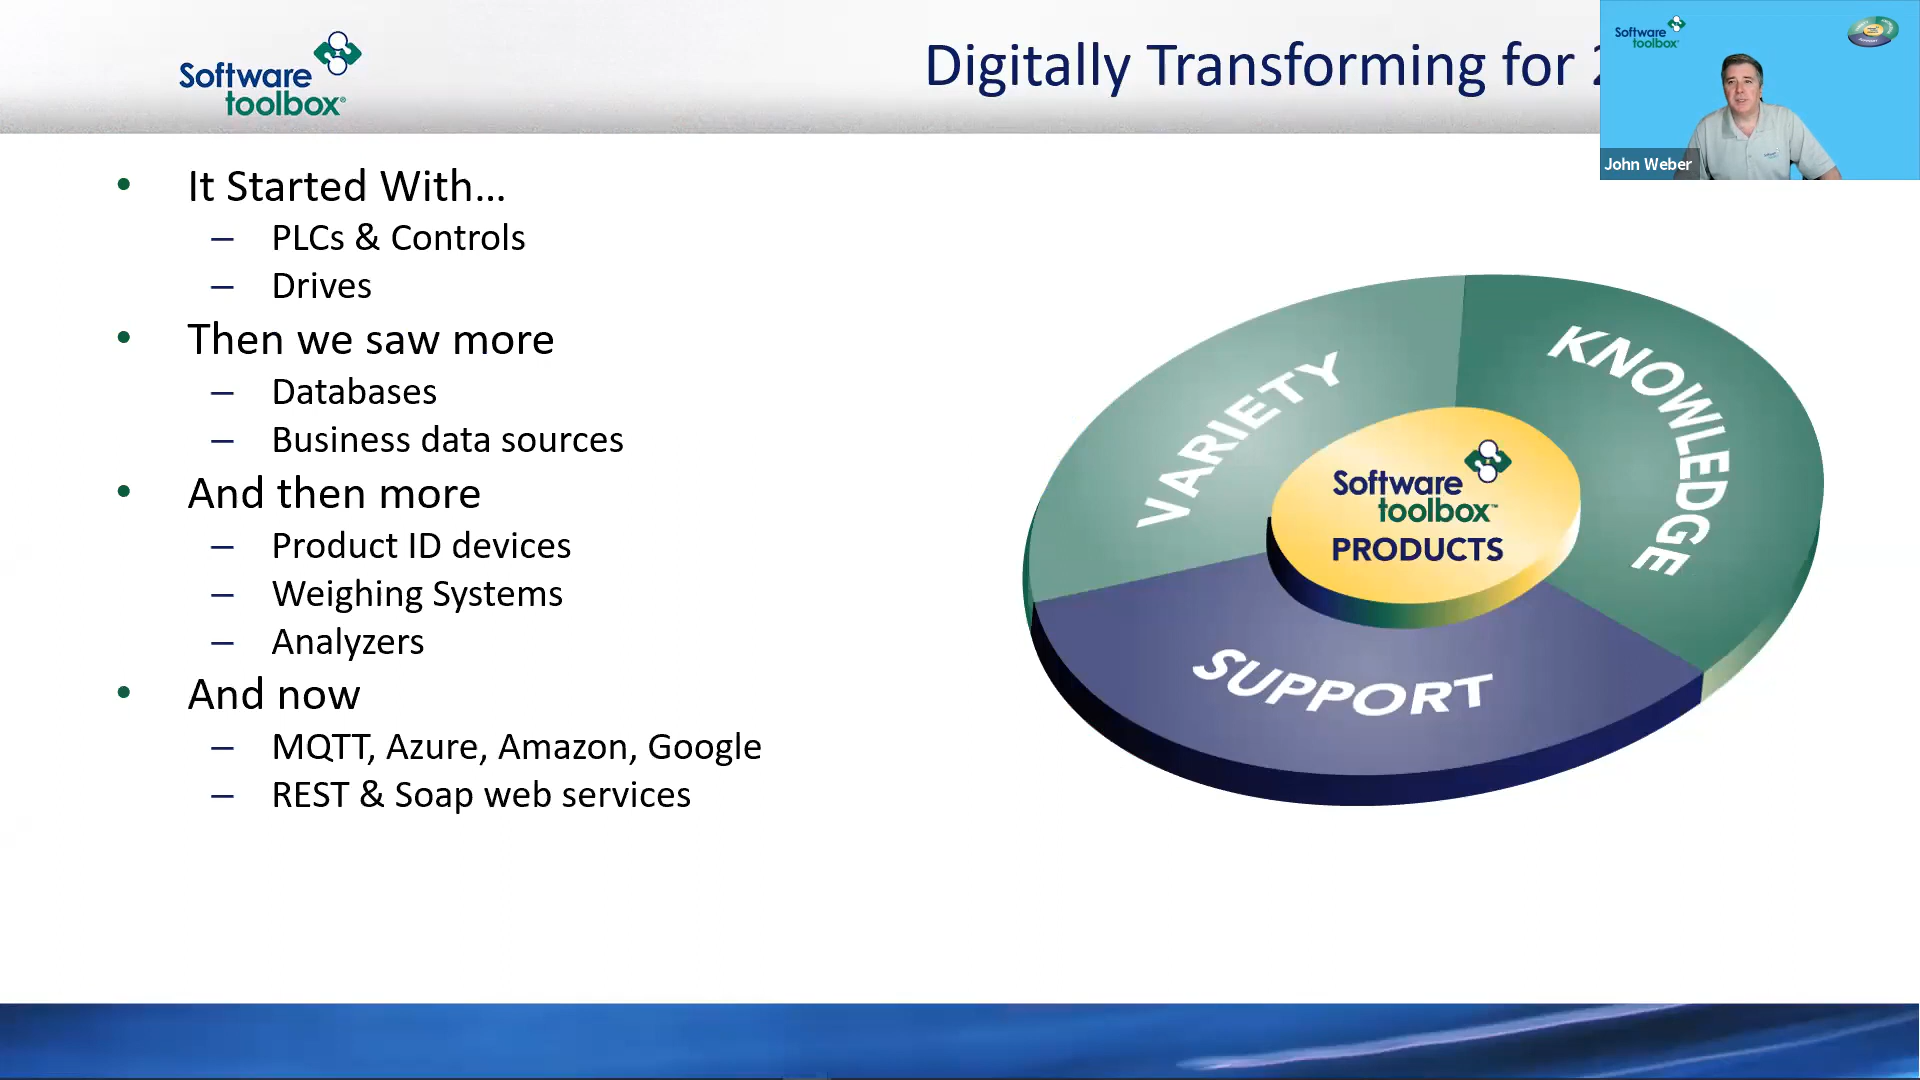 Software
toolbox®
Digitally Transforming for
Software
toolbox
John Weber
• It Started With...
– PLCs & Controls
– Drives
• Then we saw more
– Databases
– Business data sources
• And then more
– Product ID devices
– Weighing Systems
– Analyzers
• And now
– MQTT, Azure, Amazon, Google
– REST & Soap web services
VARIETY
KNOWLEDGE
Software
toolbox™
PRODUCTS
SUPPORT